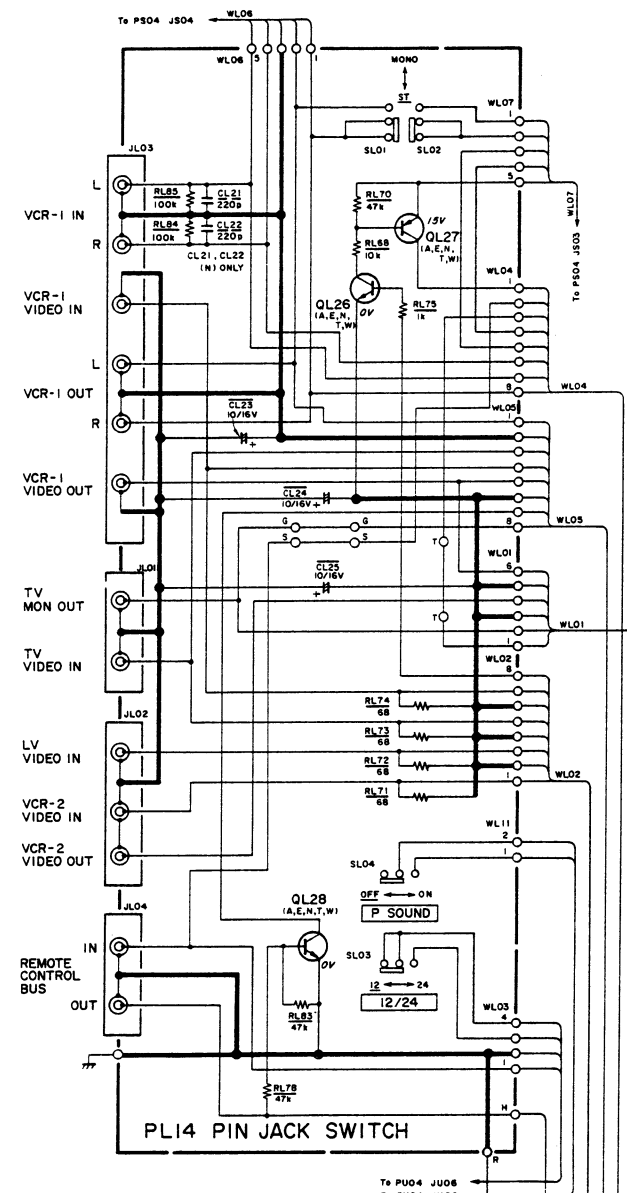 To PS04 JS04
WL06
WL06
5
1
MONO
ST
WL07
1
SL01
SL02
JL03
L
RL85
100k
CL21
220p
VCR-1 IN
RL84
100k
CL22
220p
R
CL21, CL22
(N) ONLY
RL70
47k
15V
QL27
(A,E,N,
T,W)
RL68
10k
5
WL07
To PS04 JS03
VCR-1
VIDEO IN
QL26
(A,E,N,
T,W)
0V
RL75
1k
WL04
1
L
VCR-1 OUT
8
WL04
CL23
10/16V
+
WL05
1
R
VCR-1
VIDEO OUT
CL24
10/16V
+
G
G
8
WL05
S
S
T
WL01
6
JL01
CL25
10/16V
+
TV
MON OUT
T
WL01
1
TV
VIDEO IN
WL02
8
RL74
68
JL02
RL73
68
LV
VIDEO IN
RL72
68
1
WL02
RL71
68
VCR-2
VIDEO IN
VCR-2
VIDEO OUT
WL11
2
1
SL04
OFF
ON
P SOUND
JL04
QL28
(A,E,N,T,W)
0V
IN
SL03
12
24
12/24
REMOTE
CONTROL
BUS
OUT
RL83
47k
WL03
4
1
RL78
47k
H
PL14 PIN JACK SWITCH
R
To PU04 JU06